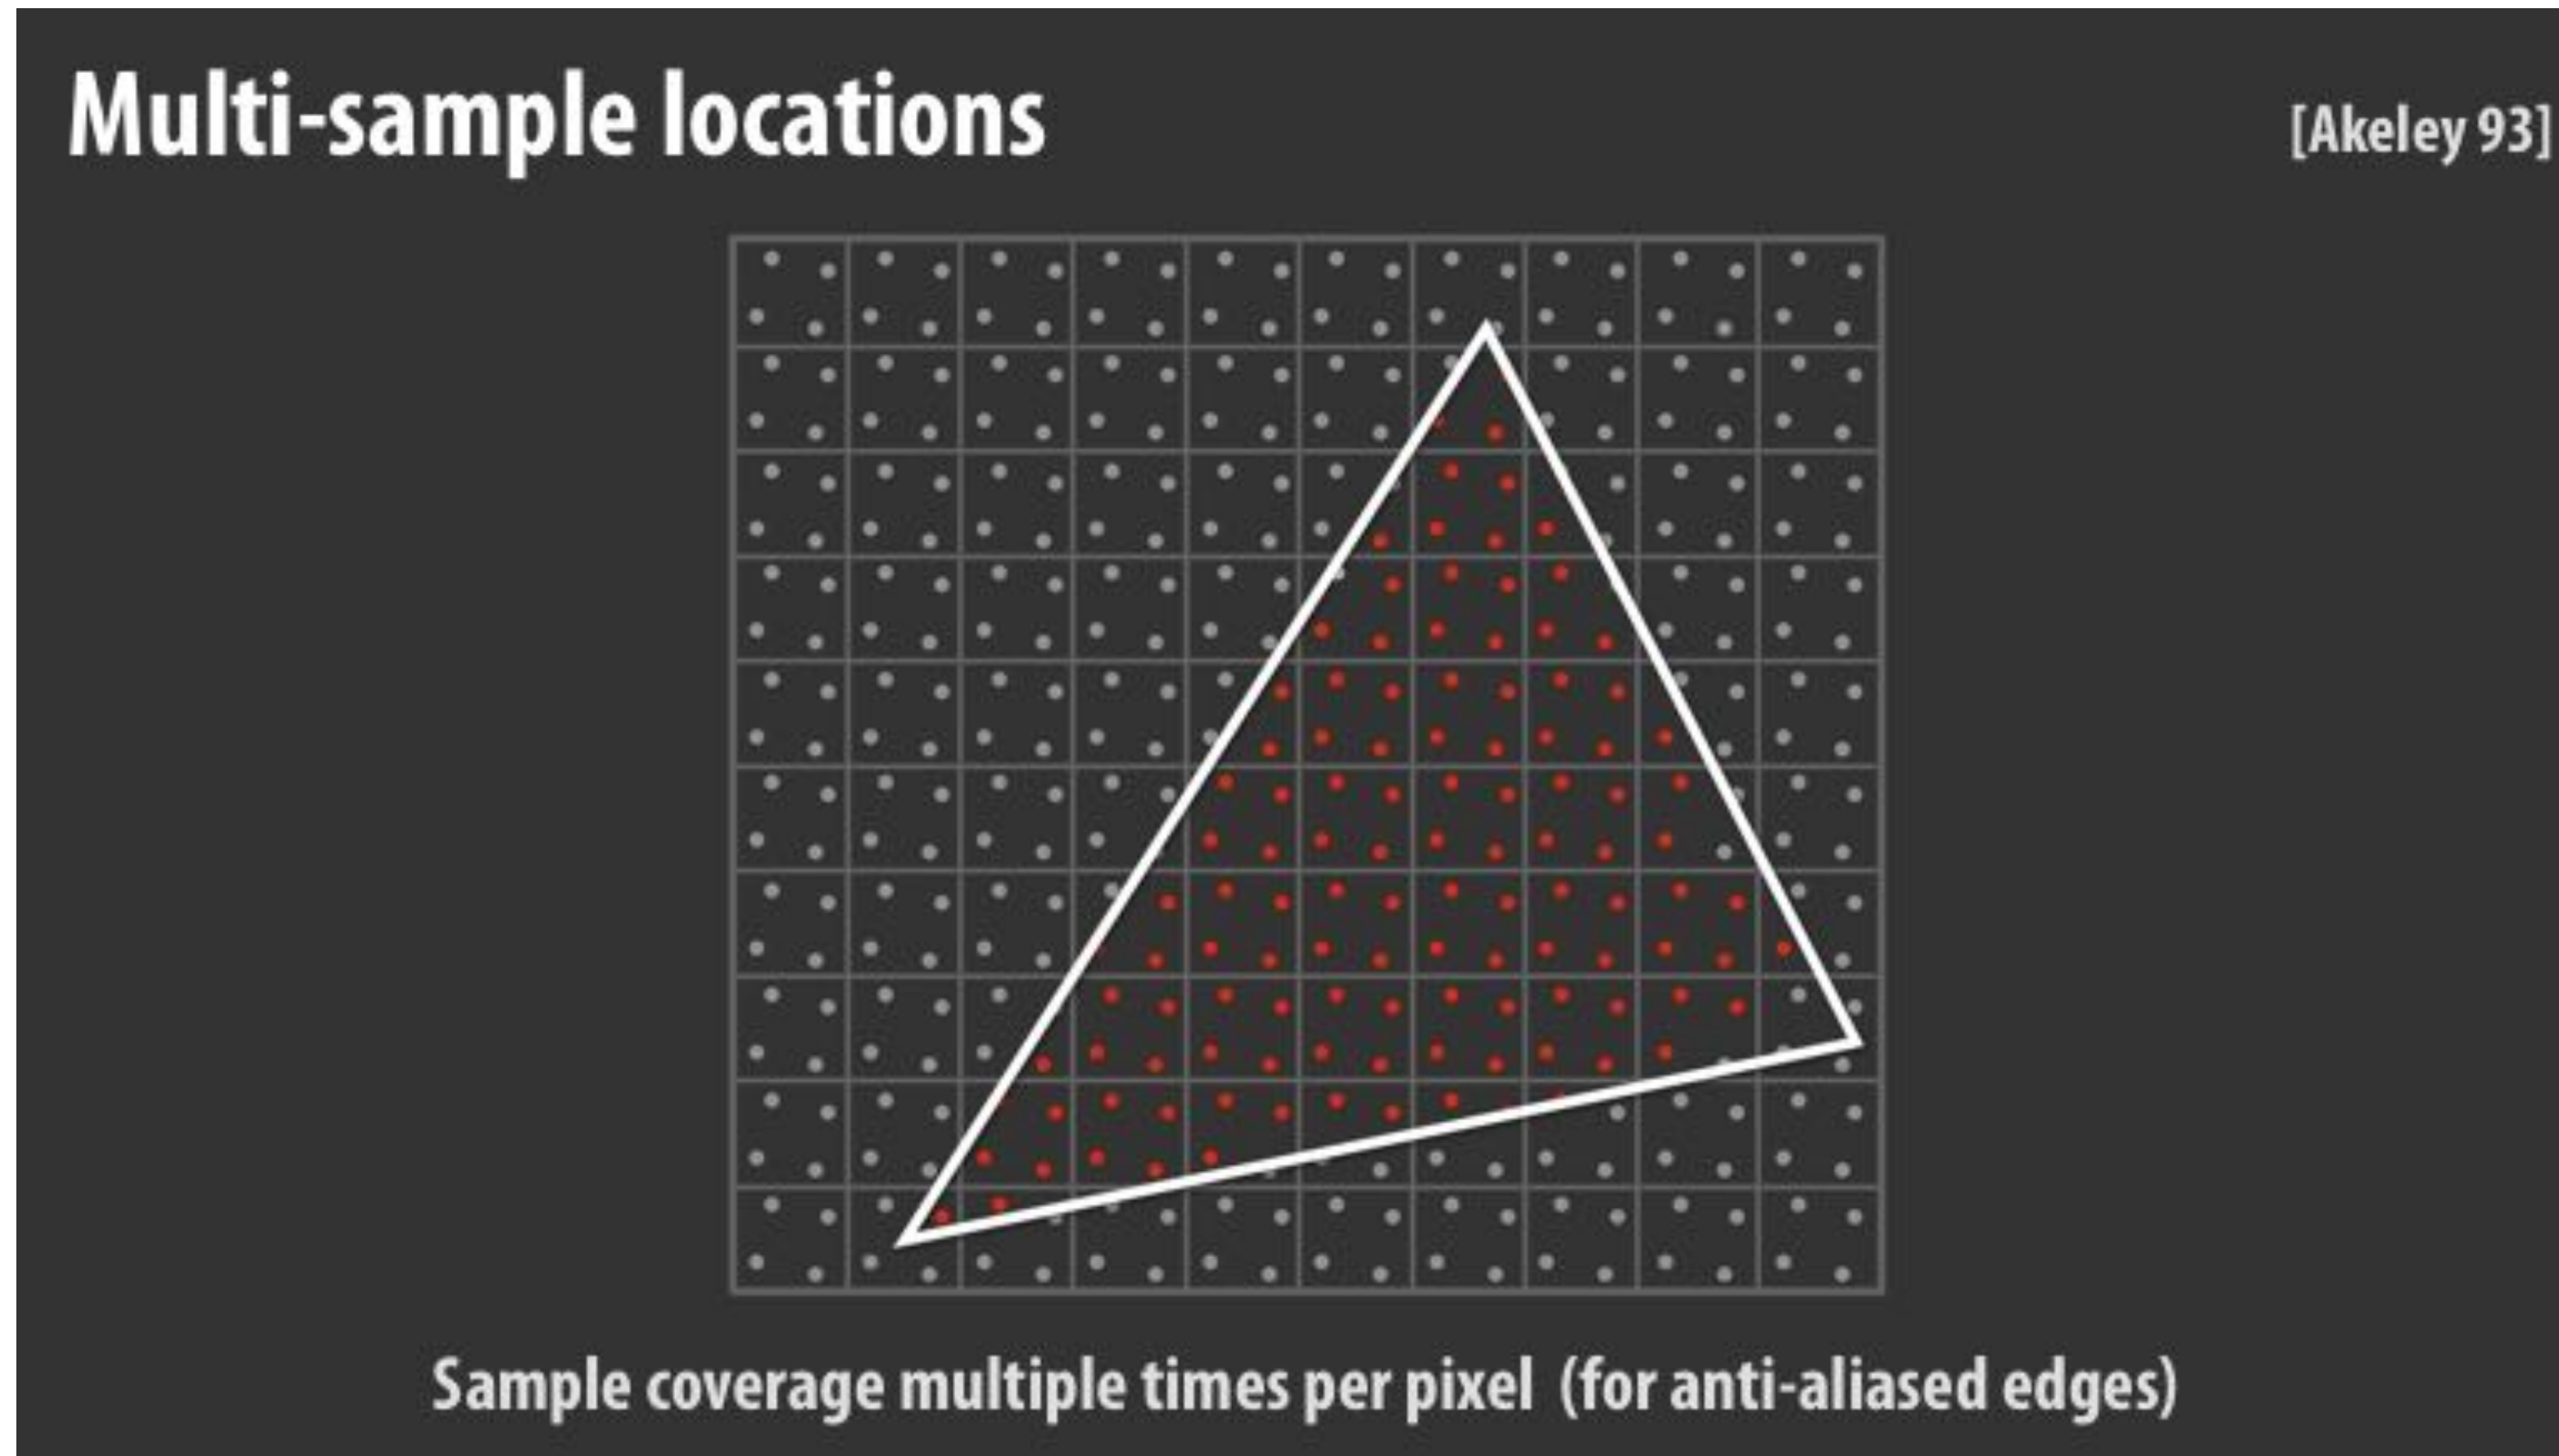 Multi-sample locations
[Akeley 93]
Sample coverage multiple times per pixel (for anti-aliased edges)